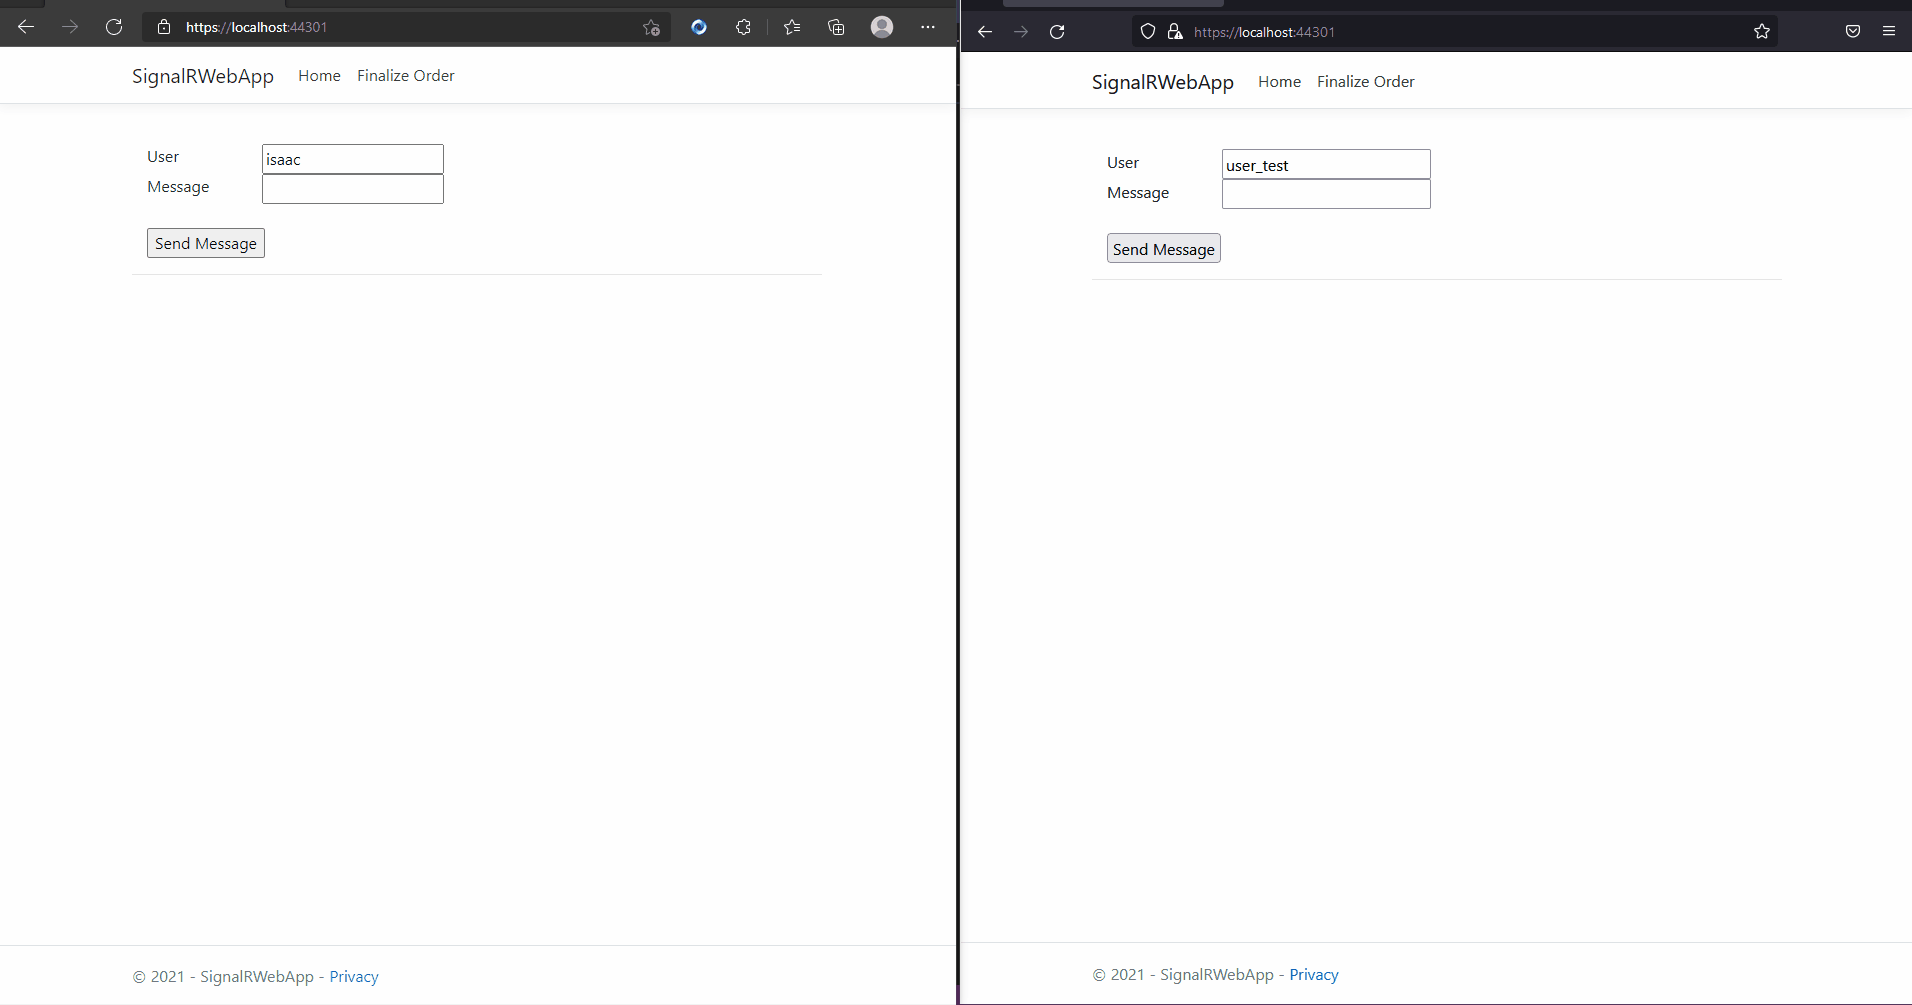 https://localhost:44301
SignalRWebApp Home Finalize Order
User isaac
Message
Send Message
© 2021 - SignalRWebApp - Privacy
https://localhost:44301
SignalRWebApp Home Finalize Order
User user_test
Message
Send Message
© 2021 - SignalRWebApp - Privacy